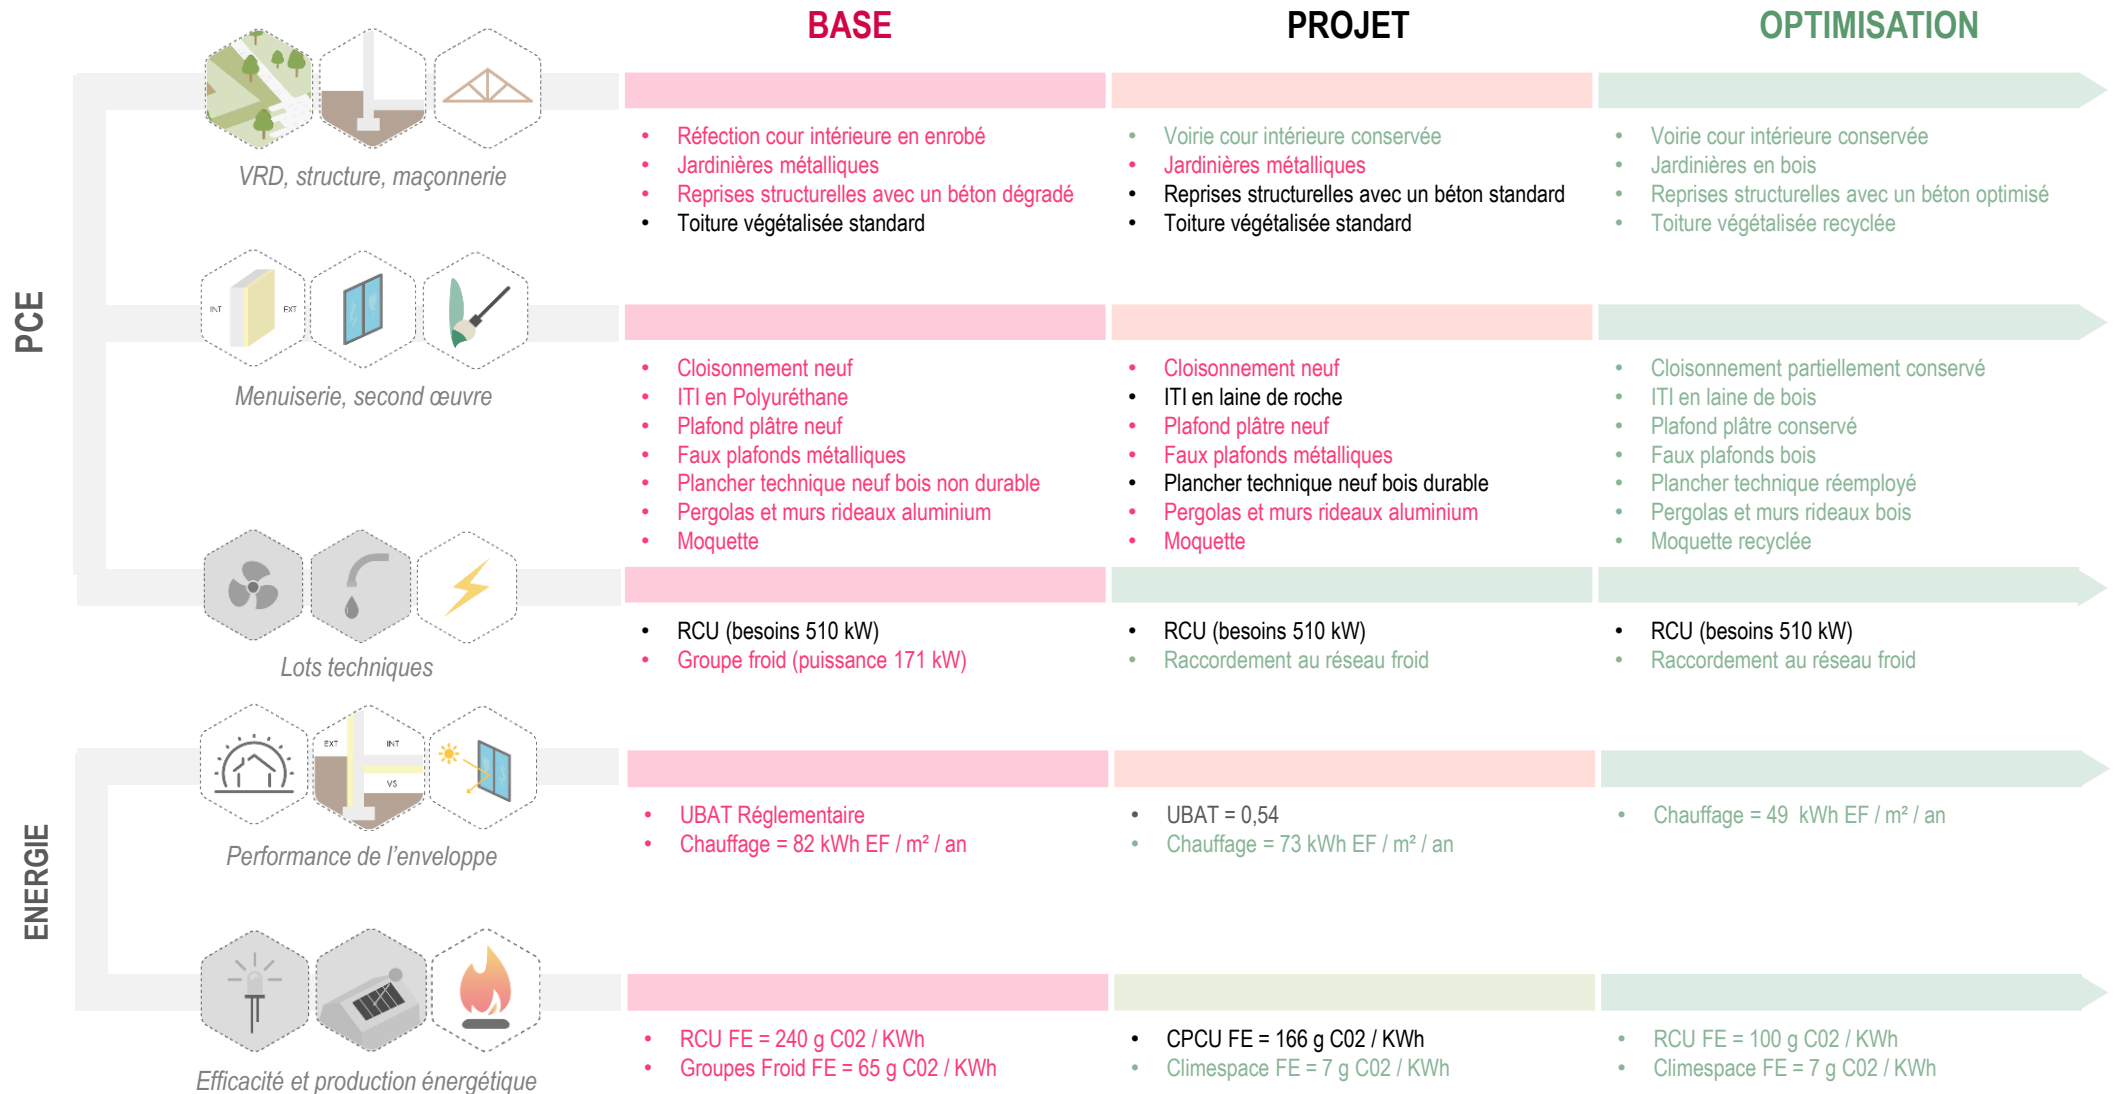 BASE
PROJET
OPTIMISATION
PCE
VRD, structure, maçonnerie
• Réfection cour intérieure en enrobé
• Jardinières métalliques
• Reprises structurelles avec un béton dégradé
• Toiture végétalisée standard
• Voirie cour intérieure conservée
• Jardinières métalliques
• Reprises structurelles avec un béton standard
• Toiture végétalisée standard
• Voirie cour intérieure conservée
• Jardinières en bois
• Reprises structurelles avec un béton optimisé
• Toiture végétalisée recyclée
INT
EXT
Menuiserie, second œuvre
• Cloisonnement neuf
• ITI en Polyuréthane
• Plafond plâtre neuf
• Faux plafonds métalliques
• Plancher technique neuf bois non durable
• Pergolas et murs rideaux aluminium
• Moquette
• Cloisonnement neuf
• ITI en laine de roche
• Plafond plâtre neuf
• Faux plafonds métalliques
• Plancher technique neuf bois durable
• Pergolas et murs rideaux aluminium
• Moquette
• Cloisonnement partiellement conservé
• ITI en laine de bois
• Plafond plâtre conservé
• Faux plafonds bois
• Plancher technique réemployé
• Pergolas et murs rideaux bois
• Moquette recyclée
Lots techniques
• RCU (besoins 510 kW)
• Groupe froid (puissance 171 kW)
• RCU (besoins 510 kW)
• Raccordement au réseau froid
• RCU (besoins 510 kW)
• Raccordement au réseau froid
ENERGIE
EXT
INT
VS
Performance de l'enveloppe
• UBAT Réglementaire
• Chauffage = 82 kWh EF / m² / an
• UBAT = 0,54
• Chauffage = 73 kWh EF / m² / an
• Chauffage = 49 kWh EF / m² / an
Efficacité et production énergétique
• RCU FE = 240 g C02 / KWh
• Groupes Froid FE = 65 g C02 / KWh
• CPCU FE = 166 g C02 / KWh
• Climespace FE = 7 g C02 / KWh
• RCU FE = 100 g C02 / KWh
• Climespace FE = 7 g C02 / KWh